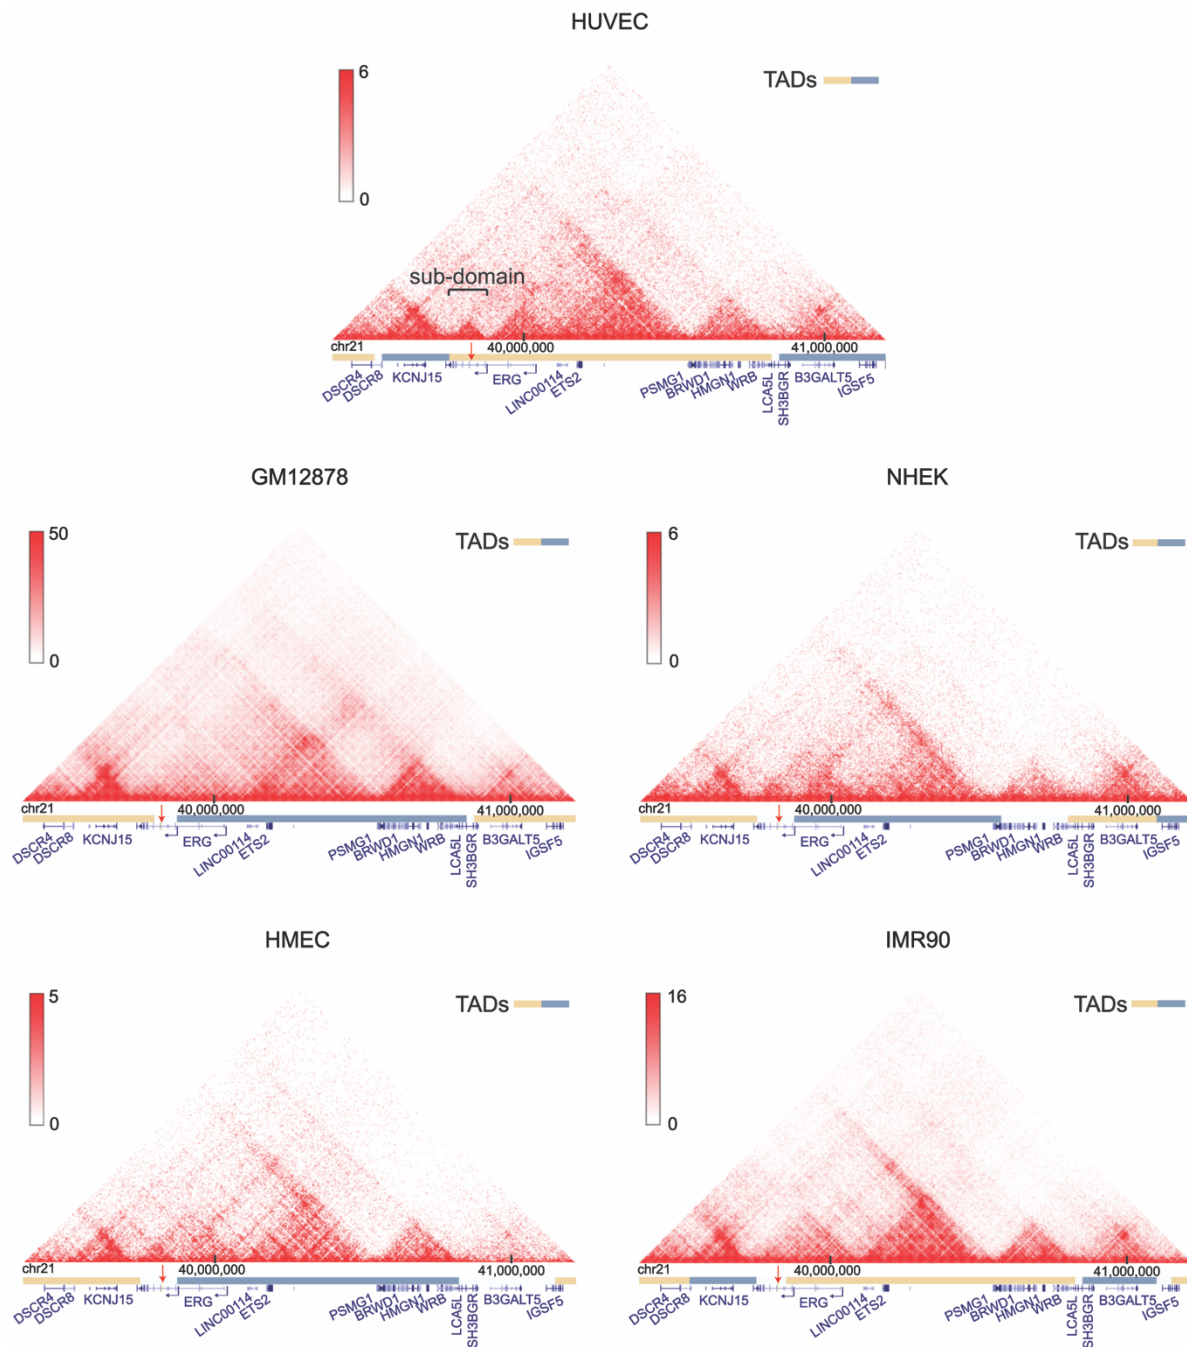 HUVEC
6
TADs
0
sub-domain
chr21
40,000,000
41,000,000
DSCR4
DSCR8
KCNJ15
ERG
LINC00114
ETS2
PSMG1
BRWD1
HMGN1
WRB
LCA5L
SH3BGR
B3GALT5
IGSF5
GM12878
50
TADs
0
chr21
40,000,000
41,000,000
DSCR4
DSCR8
KCNJ15
ERG
LINC00114
ETS2
PSMG1
BRWD1
HMGN1
WRB
LCA5L
SH3BGR
B3GALT5
IGSF5
NHEK
6
TADs
0
chr21
40,000,000
41,000,000
DSCR4
DSCR8
KCNJ15
ERG
LINC00114
ETS2
PSMG1
BRWD1
HMGN1
WRB
LCA5L
SH3BGR
B3GALT5
IGSF5
HMEC
5
TADs
0
chr21
40,000,000
41,000,000
DSCR4
DSCR8
KCNJ15
ERG
LINC00114
ETS2
PSMG1
BRWD1
HMGN1
WRB
LCA5L
SH3BGR
B3GALT5
IGSF5
IMR90
16
TADs
0
chr21
40,000,000
41,000,000
DSCR4
DSCR8
KCNJ15
ERG
LINC00114
ETS2
PSMG1
BRWD1
HMGN1
WRB
LCA5L
SH3BGR
B3GALT5
IGSF5